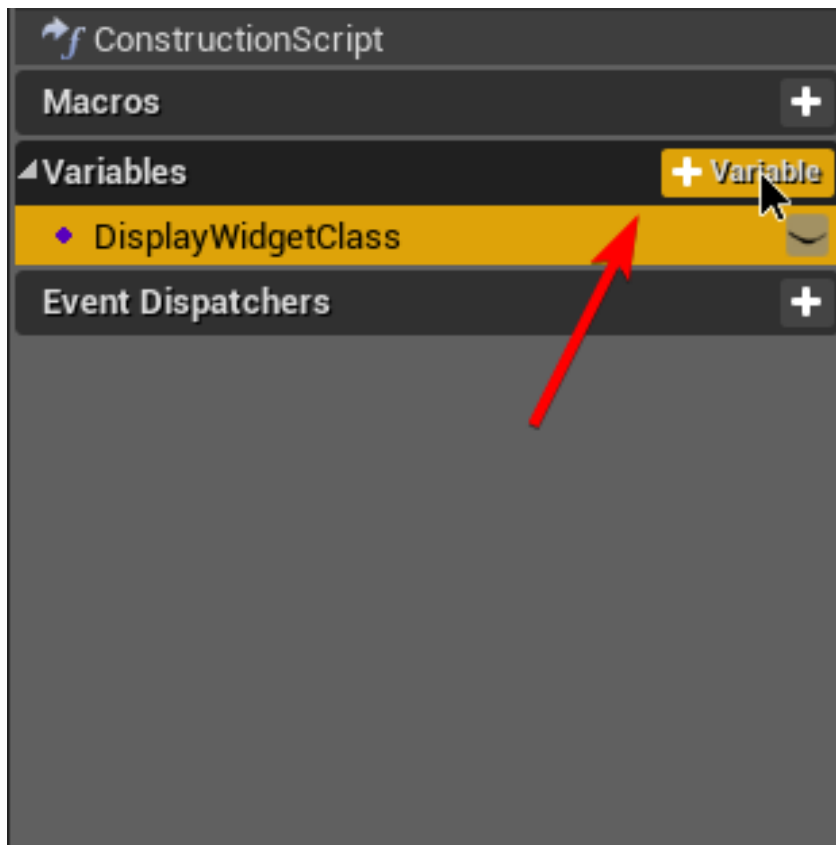 ConstructionScript
Macros
Variables
Variable
DisplayWidgetClass
Event Dispatchers